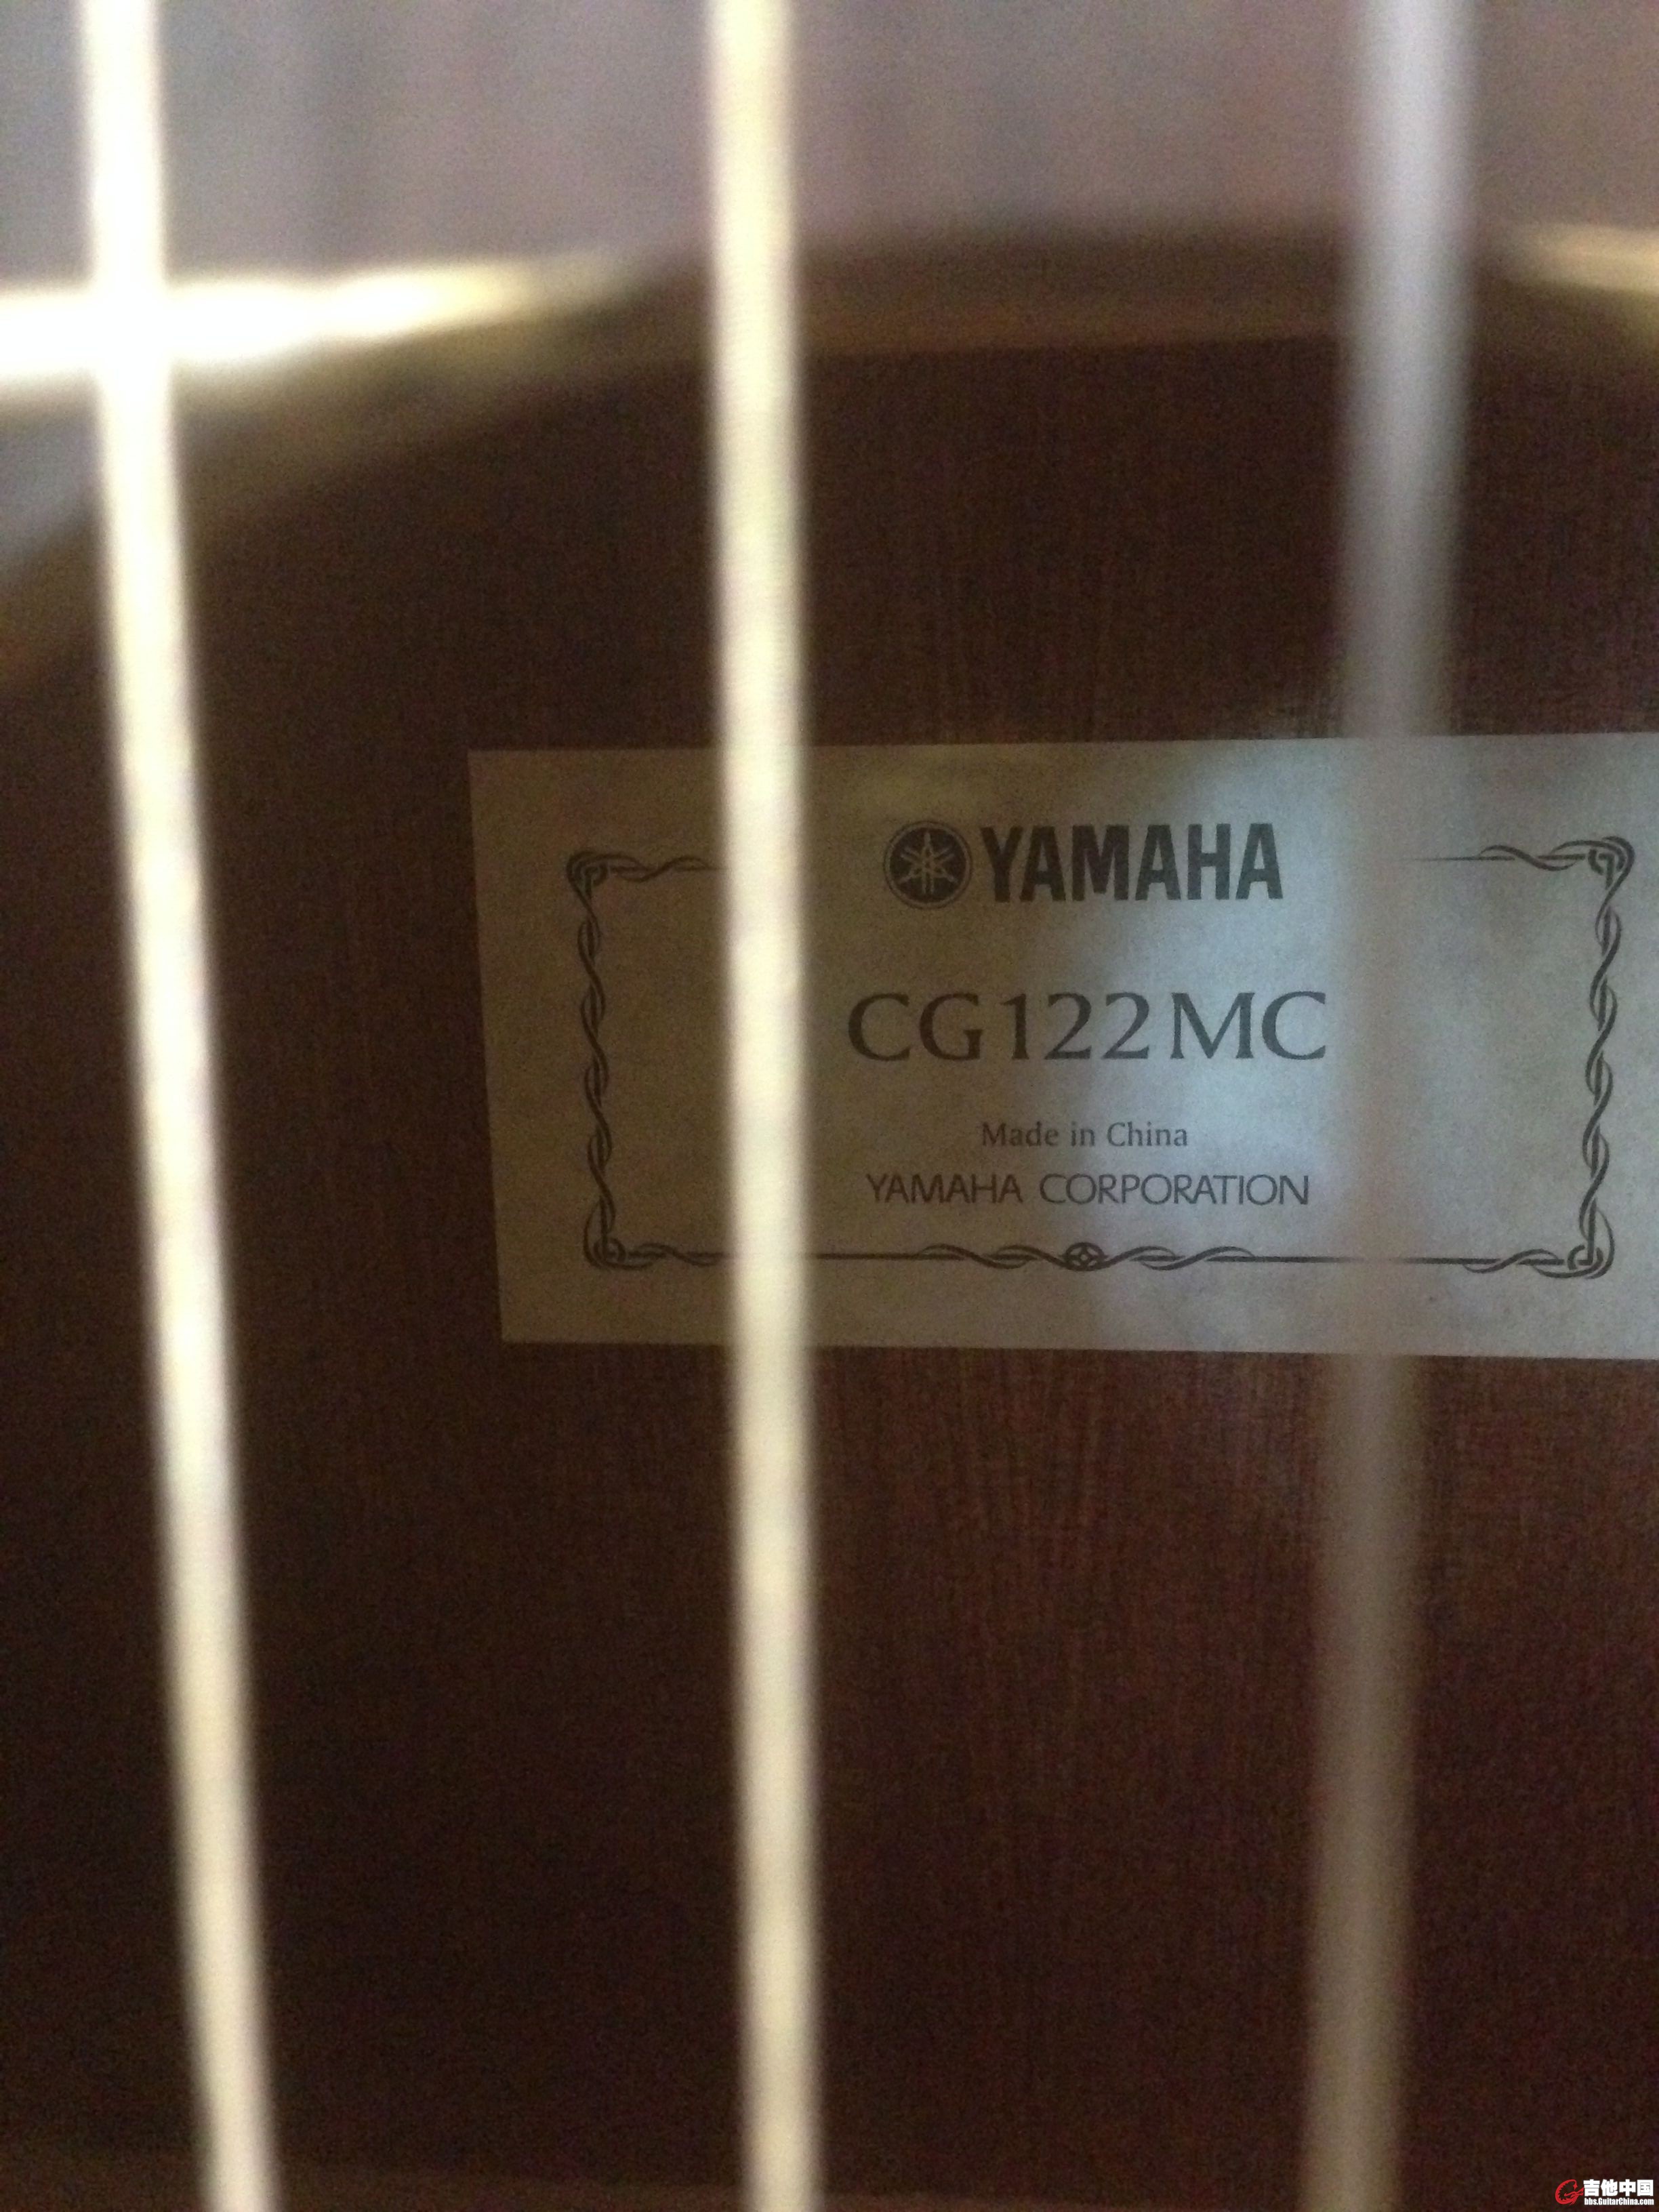 YAMAHA
CG122MC
Made in China
YAMAHA CORPORATION
吉他中国
bbs.GuitarChina.com